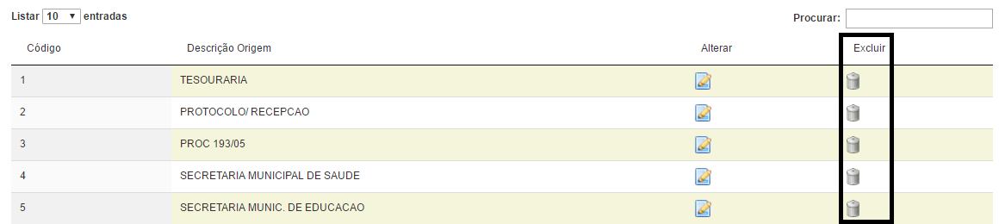 Listar 10 entradas Procurar:
Código Descrição Origem Alterar Excluir
1 TESOURARIA
2 PROTOCOLO/ RECEPCAO
3 PROC 193/05
4 SECRETARIA MUNICIPAL DE SAUDE
5 SECRETARIA MUNIC. DE EDUCACAO